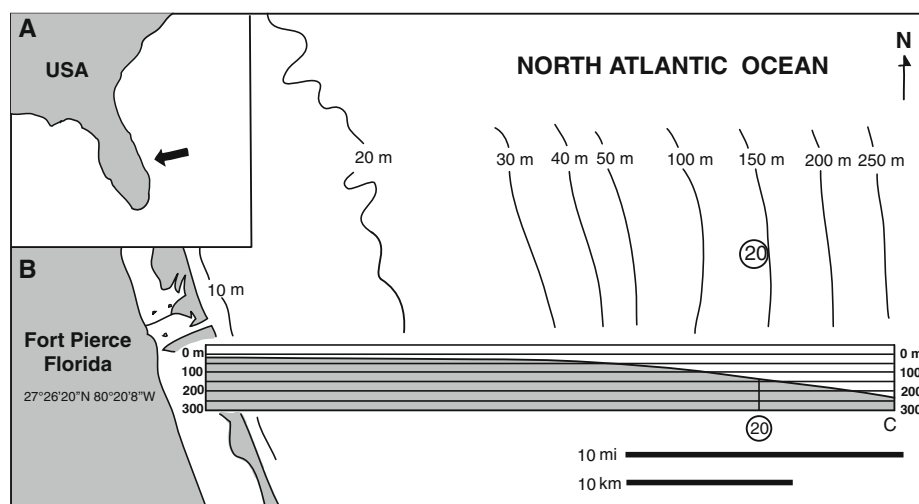 A
USA
NORTH ATLANTIC OCEAN
N
20 m
30 m
40 m
50 m
100 m
150 m
200 m
250 m
20
B
10 m
Fort Pierce
Florida
27°26'20"N 80°20'8"W
0 m
100
200
300
0 m
100
200
300
20
C
10 mi
10 km